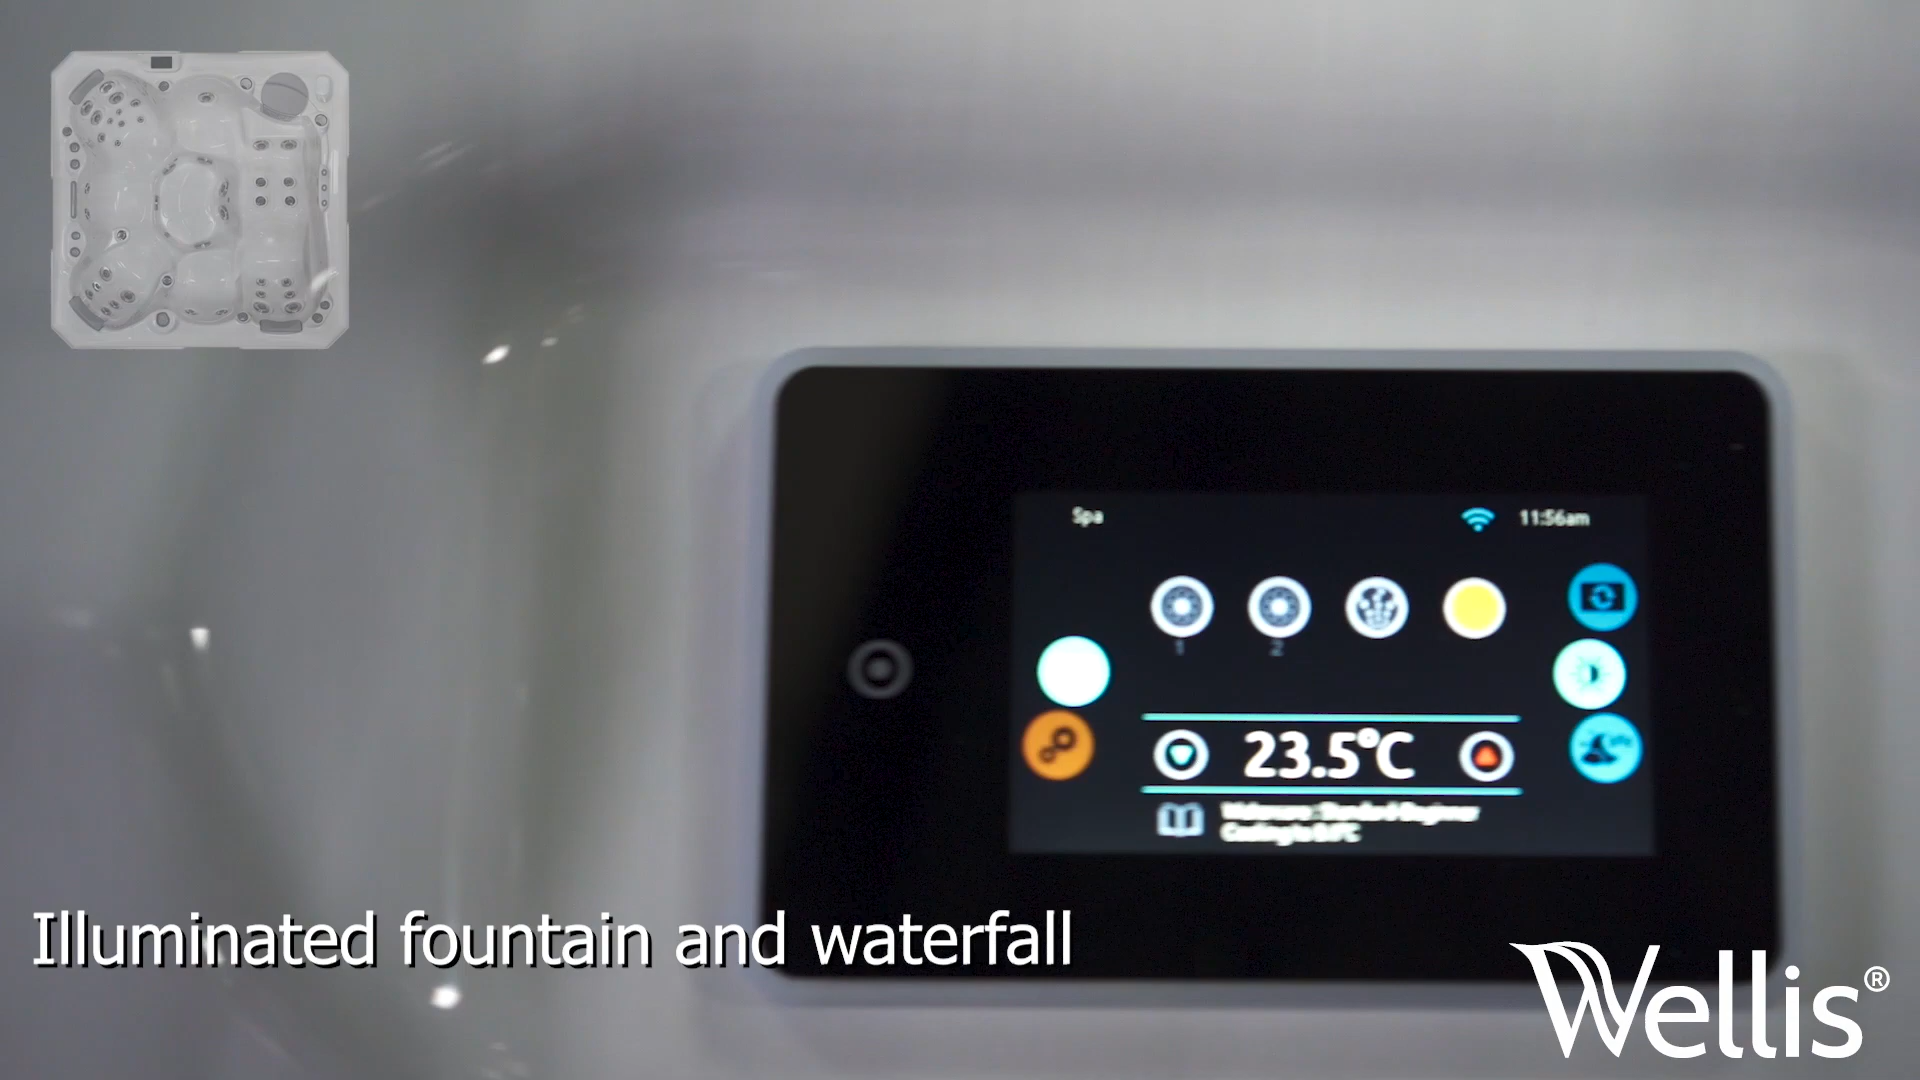 Spa
11:56am
1
2
23.5°C
Illuminated fountain and waterfall
Wellis®